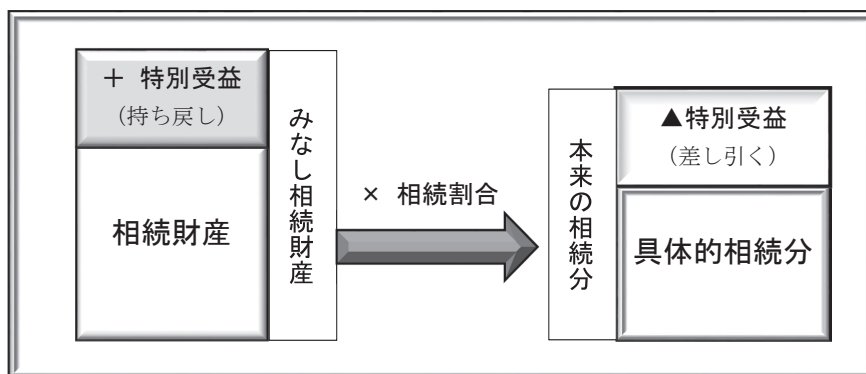 ＋ 特別受益
（持ち戻し）
相続財産
みなし相続財産
× 相続割合
本来の相続分
▲特別受益
（差し引く）
具体的相続分